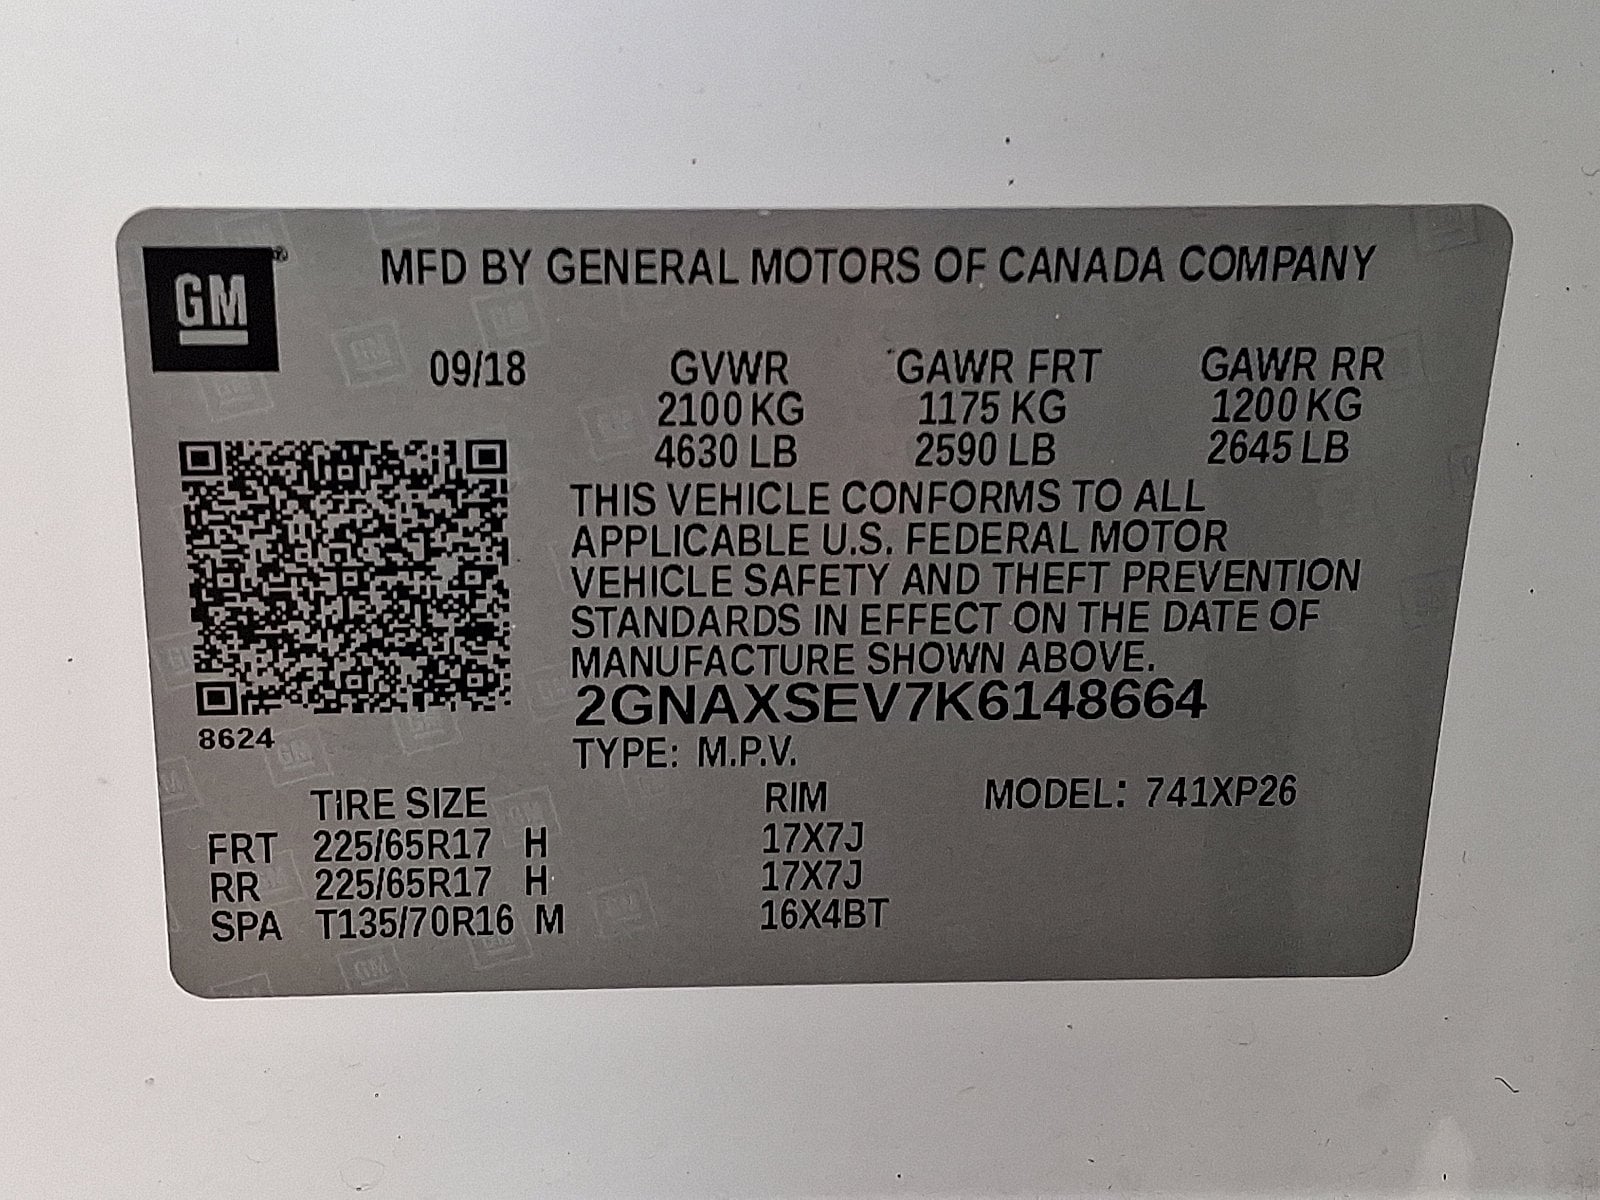 GM
MFD BY GENERAL MOTORS OF CANADA COMPANY
09/18 GVWR GAWR FRT GAWR RR
2100 KG 1175 KG 1200 KG
4630 LB 2590 LB 2645 LB
THIS VEHICLE CONFORMS TO ALL
APPLICABLE U.S. FEDERAL MOTOR
VEHICLE SAFETY AND THEFT PREVENTION
STANDARDS IN EFFECT ON THE DATE OF
MANUFACTURE SHOWN ABOVE.
2GNAXSEV7K6148664
8624
TYPE: M.P.V.
TIRE SIZE RIM MODEL: 741XP26
FRT 225/65R17 H 17X7J
RR 225/65R17 H 17X7J
SPA T135/70R16 M 16X4BT